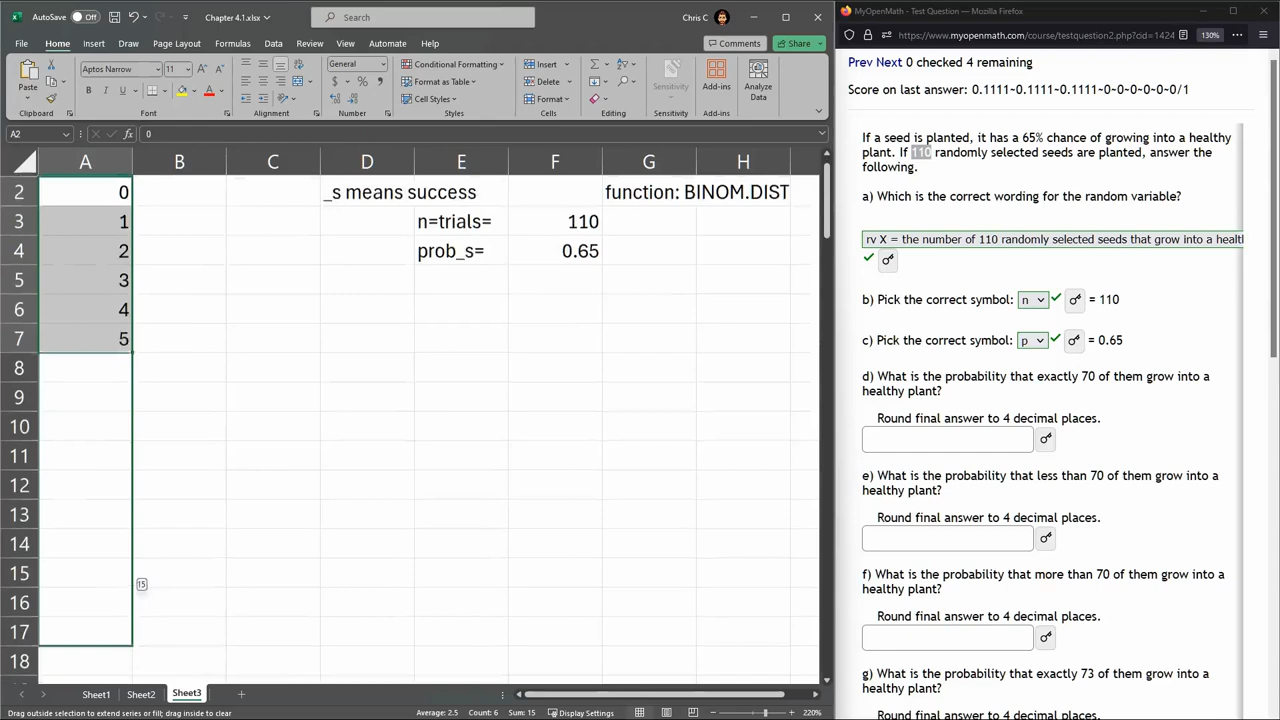 AutoSave Off Chapter 4.1.xlsx Search Chris C
File Home Insert Draw Page Layout Formulas Data Review View Automate Help Comments Share
Paste
Clipboard
Aptos Narrow 11
B I U
Font
Alignment
General
$ % ,
Number
Conditional Formatting
Format as Table
Cell Styles
Styles
Insert
Delete
Format
Cells
Editing
Sensitivity
Sensitivity
Add-ins
Add-ins
Analyze
Data
A2 fx 0
A B C D E F G H
2 0 _s means success function: BINOM.DIST
3 1 n=trials= 110
4 2 prob_s= 0.65
5 3
6 4
7 5
8
9
10
11
12
13
14
15
15
16
17
18
Sheet1 Sheet2 Sheet3 +
Drag outside selection to extend series or fill; drag inside to clear Average: 2.5 Count: 6 Sum: 15 Display Settings 220%
MyOpenMath - Test Question — Mozilla Firefox
https://www.myopenmath.com/course/testquestion2.php?cid=1424 130%
Prev Next 0 checked 4 remaining
Score on last answer: 0.1111~0.1111~0.1111~0~0~0~0~0~0/1
If a seed is planted, it has a 65% chance of growing into a healthy
plant. If 110 randomly selected seeds are planted, answer the
following.
a) Which is the correct wording for the random variable?
rv X = the number of 110 randomly selected seeds that grow into a healt
b) Pick the correct symbol: n = 110
c) Pick the correct symbol: p = 0.65
d) What is the probability that exactly 70 of them grow into a
healthy plant?
Round final answer to 4 decimal places.
e) What is the probability that less than 70 of them grow into a
healthy plant?
Round final answer to 4 decimal places.
f) What is the probability that more than 70 of them grow into a
healthy plant?
Round final answer to 4 decimal places.
g) What is the probability that exactly 73 of them grow into a
healthy plant?
Round final answer to 4 decimal places.